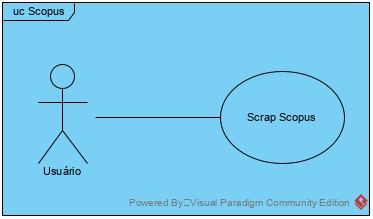 uc Scopus
Scrap Scopus
Usuário
Powered By Visual Paradigm Community Edition